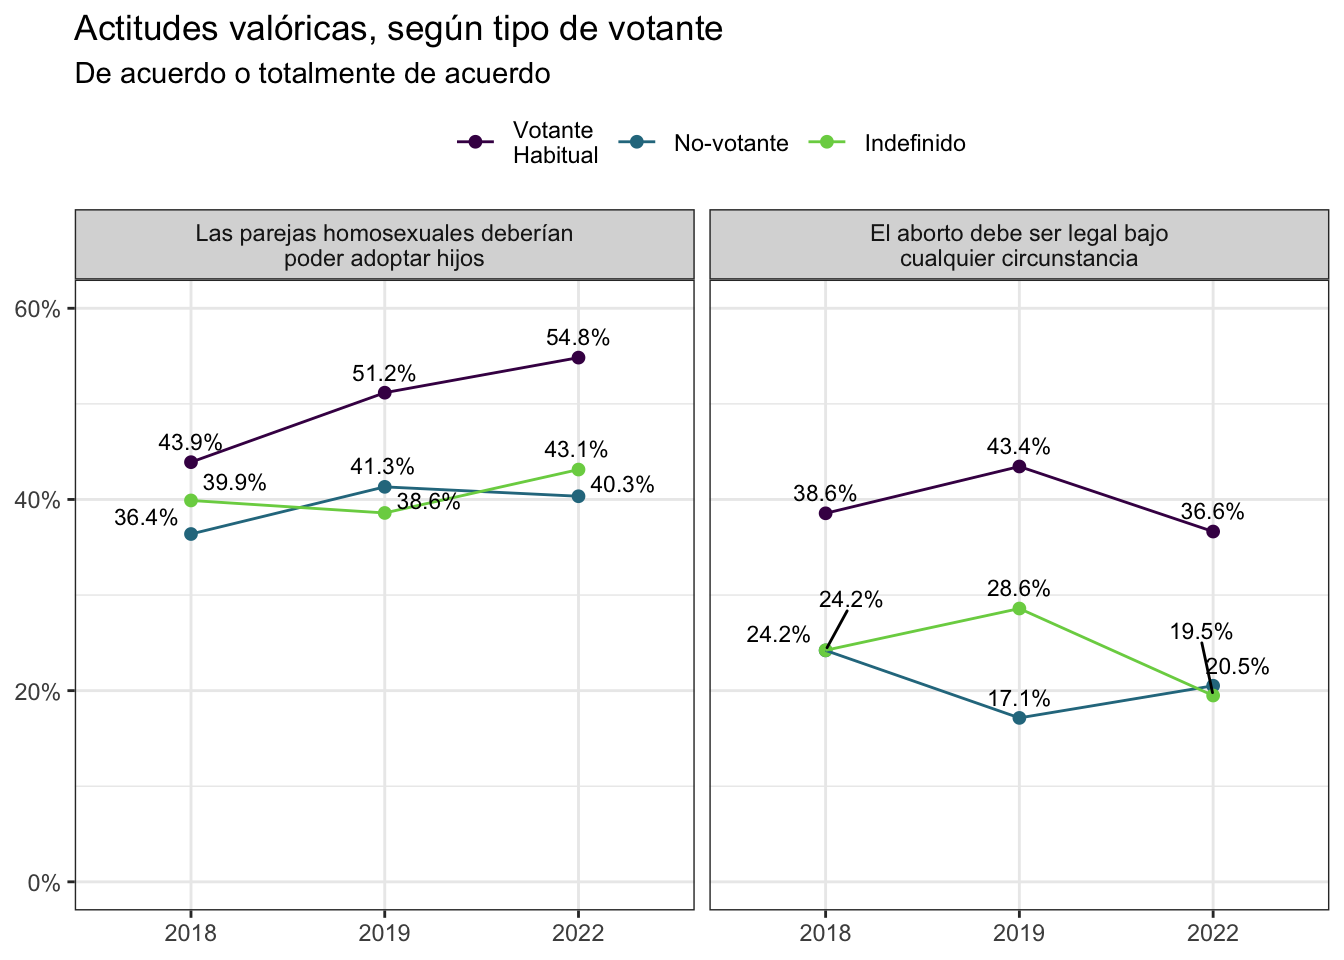 Actitudes valóricas, según tipo de votante
De acuerdo o totalmente de acuerdo
Votante
Habitual
No-votante
Indefinido
Las parejas homosexuales deberían
poder adoptar hijos
El aborto debe ser legal bajo
cualquier circunstancia
60%
40%
20%
0%
43.9%
51.2%
54.8%
39.9%
36.4%
41.3%
38.6%
43.1%
40.3%
2018
2019
2022
38.6%
43.4%
36.6%
24.2%
24.2%
28.6%
17.1%
19.5%
20.5%
2018
2019
2022